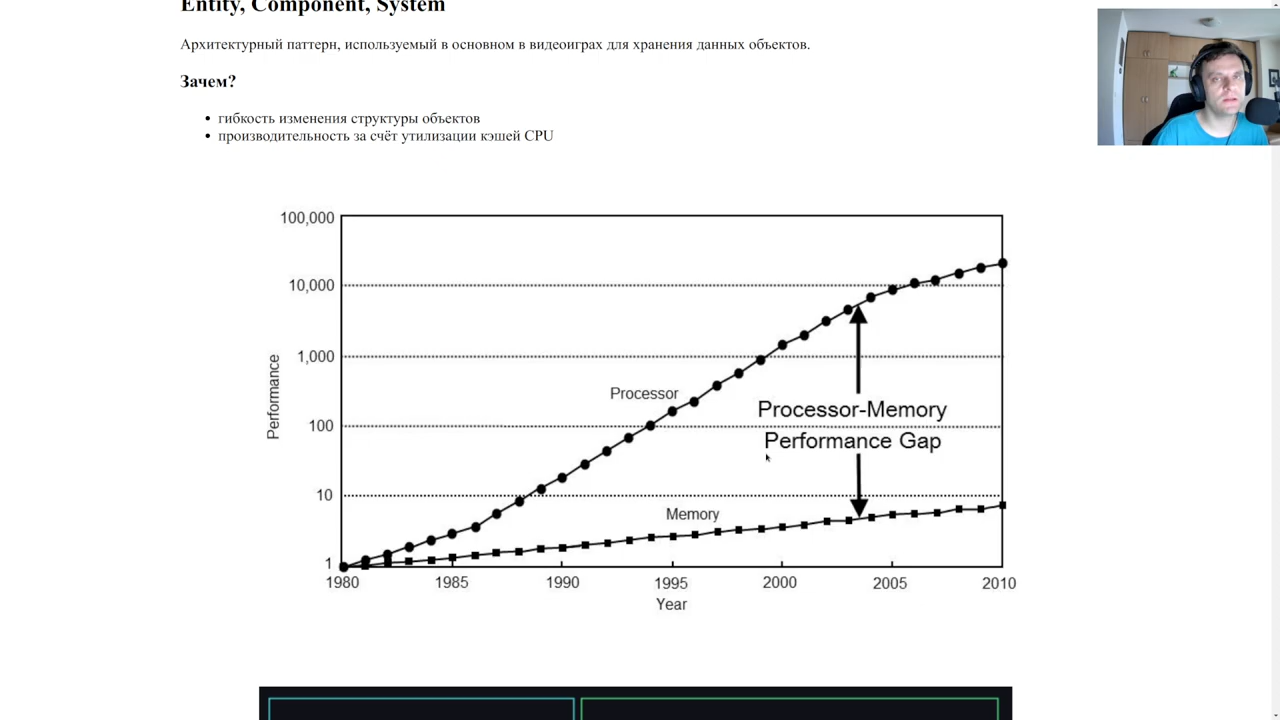 Entity, Component, System
Архитектурный паттерн, используемый в основном в видеоиграх для хранения данных объектов.
Зачем?
гибкость изменения структуры объектов
производительность за счёт утилизации кэшей CPU
100,000
10,000
1,000
100
10
1
Performance
Processor
Processor-Memory
Performance Gap
Memory
1980 1985 1990 1995 2000 2005 2010
Year